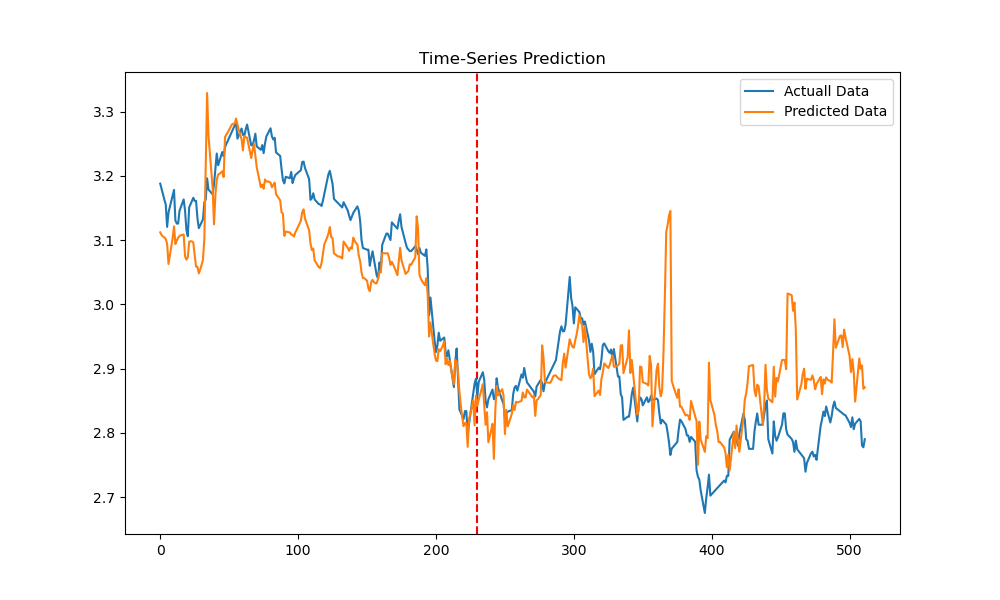 Time-Series Prediction
Actuall Data
Predicted Data
3.3
3.2
3.1
3.0
2.9
2.8
2.7
0 100 200 300 400 500